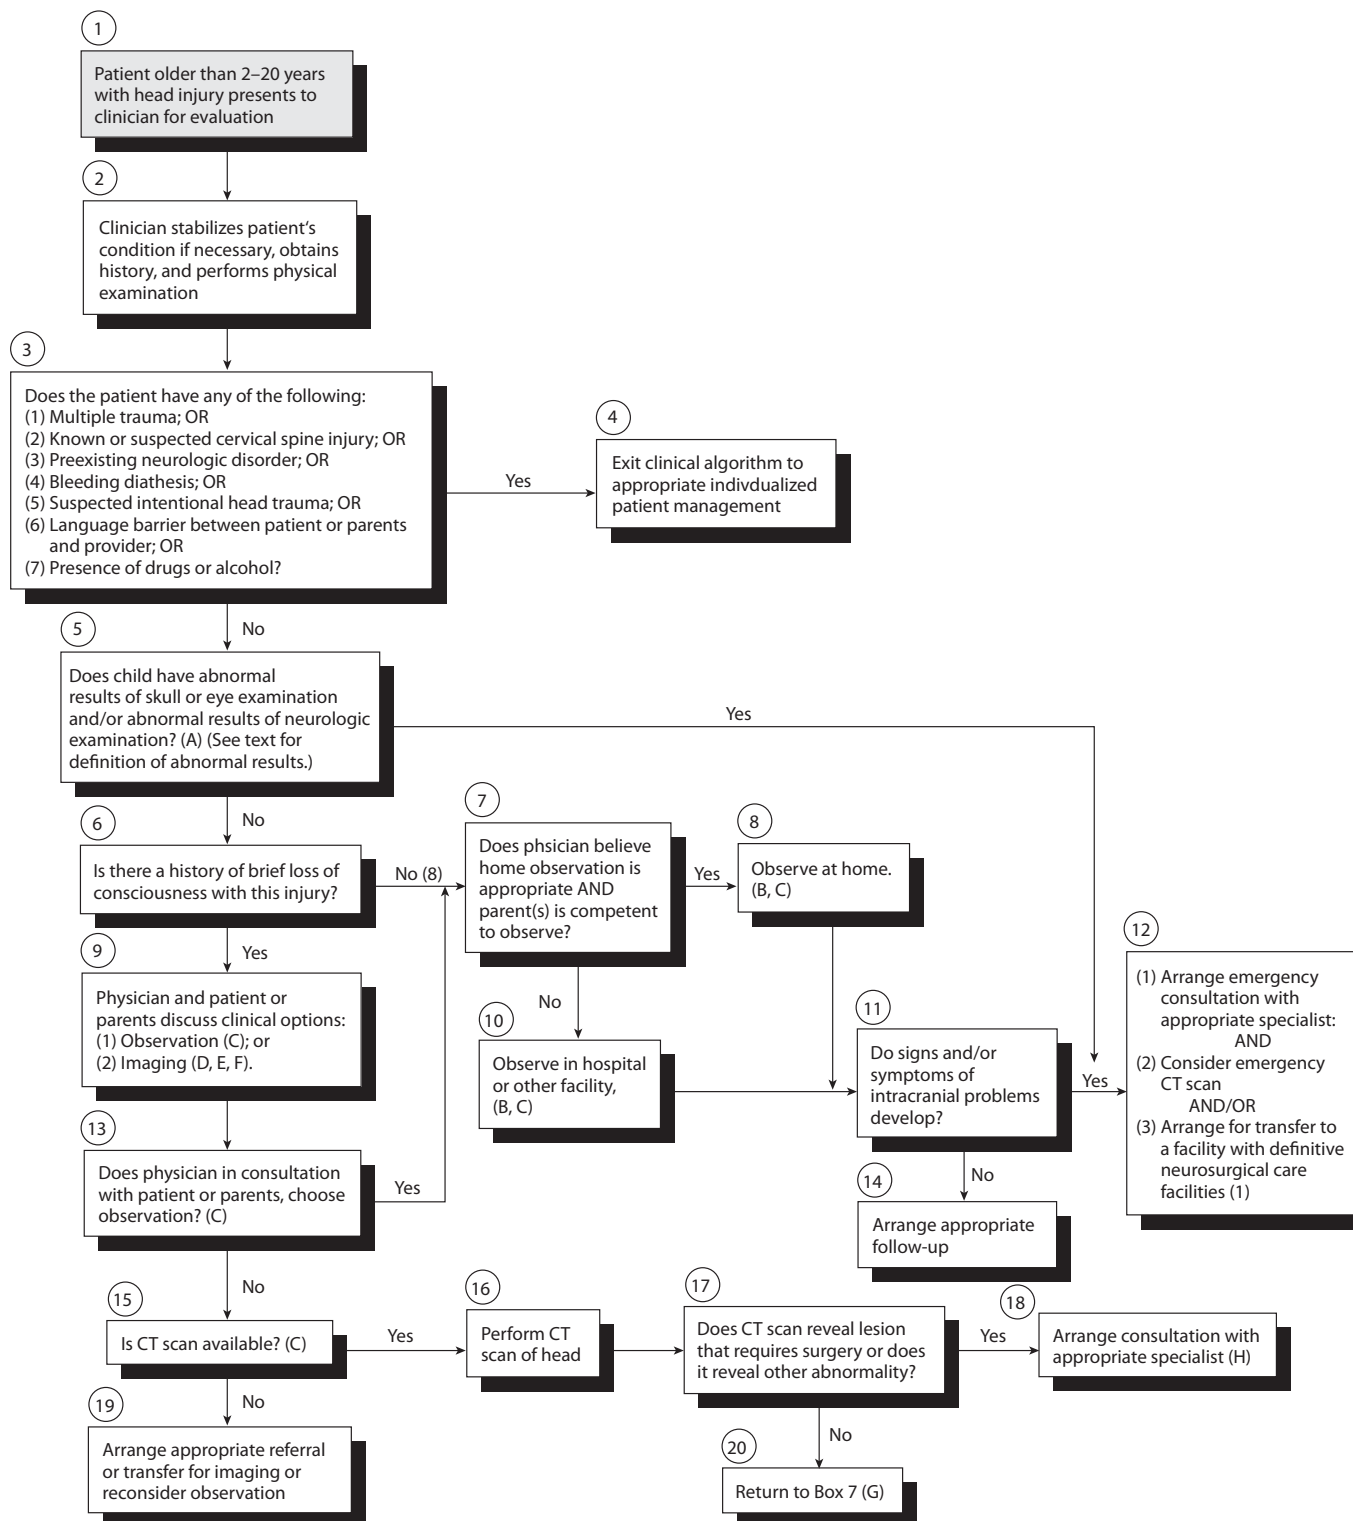 1
Patient older than 2–20 years
with head injury presents to
clinician for evaluation
2
Clinician stabilizes patient's
condition if necessary, obtains
history, and performs physical
examination
3
Does the patient have any of the following:
(1) Multiple trauma; OR
(2) Known or suspected cervical spine injury; OR
(3) Preexisting neurologic disorder; OR
(4) Bleeding diathesis; OR
(5) Suspected intentional head trauma; OR
(6) Language barrier between patient or parents
and provider; OR
(7) Presence of drugs or alcohol?
Yes
4
Exit clinical algorithm to
appropriate indivdualized
patient management
No
5
Does child have abnormal
results of skull or eye examination
and/or abnormal results of neurologic
examination? (A) (See text for
definition of abnormal results.)
Yes
No
6
Is there a history of brief loss of
consciousness with this injury?
No (8)
7
Does phsician believe
home observation is
appropriate AND
parent(s) is competent
to observe?
Yes
8
Observe at home.
(B, C)
Yes
9
Physician and patient or
parents discuss clinical options:
(1) Observation (C); or
(2) Imaging (D, E, F).
No
10
Observe in hospital
or other facility,
(B, C)
11
Do signs and/or
symptoms of
intracranial problems
develop?
Yes
12
(1) Arrange emergency
consultation with
appropriate specialist:
AND
(2) Consider emergency
CT scan
AND/OR
(3) Arrange for transfer to
a facility with definitive
neurosurgical care
facilities (1)
13
Does physician in consultation
with patient or parents, choose
observation? (C)
Yes
No
14
Arrange appropriate
follow-up
No
15
Is CT scan available? (C)
Yes
16
Perform CT
scan of head
17
Does CT scan reveal lesion
that requires surgery or does
it reveal other abnormality?
Yes
18
Arrange consultation with
appropriate specialist (H)
No
19
Arrange appropriate referral
or transfer for imaging or
reconsider observation
No
20
Return to Box 7 (G)